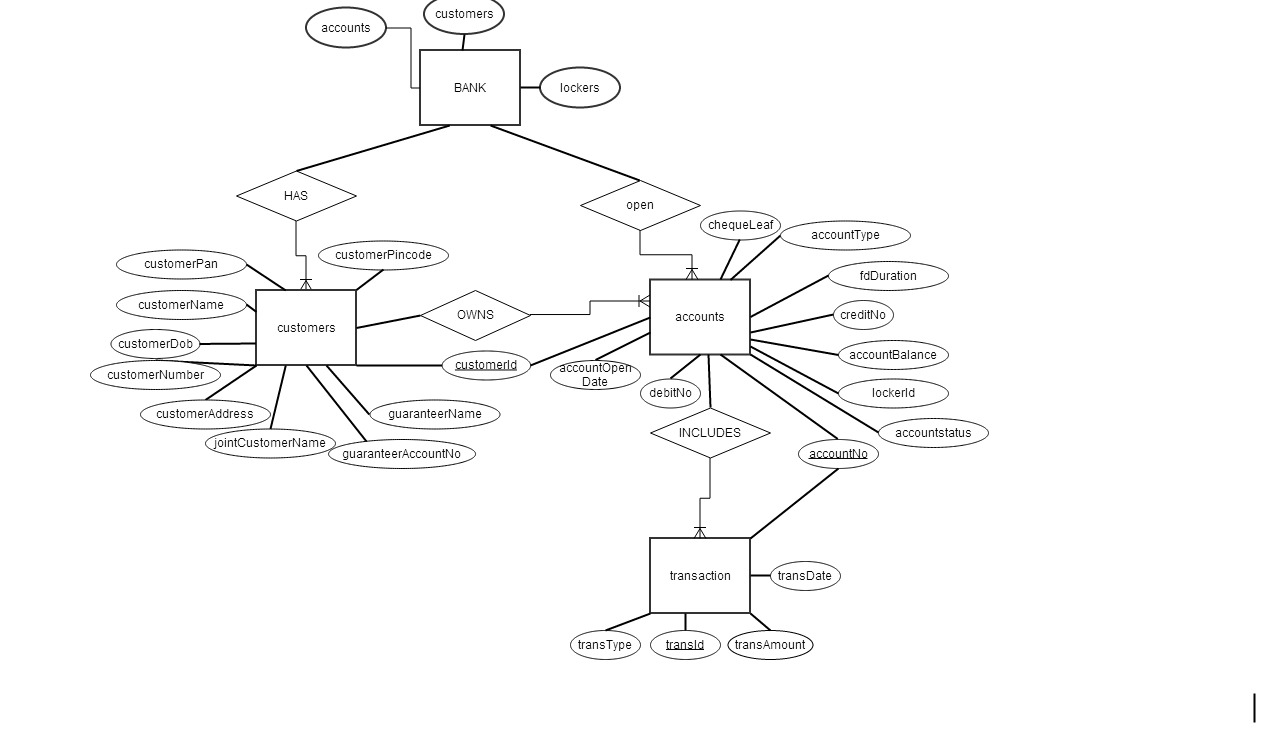 customers
accounts
BANK
lockers
HAS
open
chequeLeaf
accountType
customerPan
customerPincode
fdDuration
customerName
OWNS
accounts
creditNo
customers
customerDob
accountBalance
customerId
accountOpen
Date
customerNumber
debitNo
lockerId
customerAddress
guaranteerName
INCLUDES
accountstatus
jointCustomerName
guaranteerAccountNo
accountNo
transaction
transDate
transType
transId
transAmount